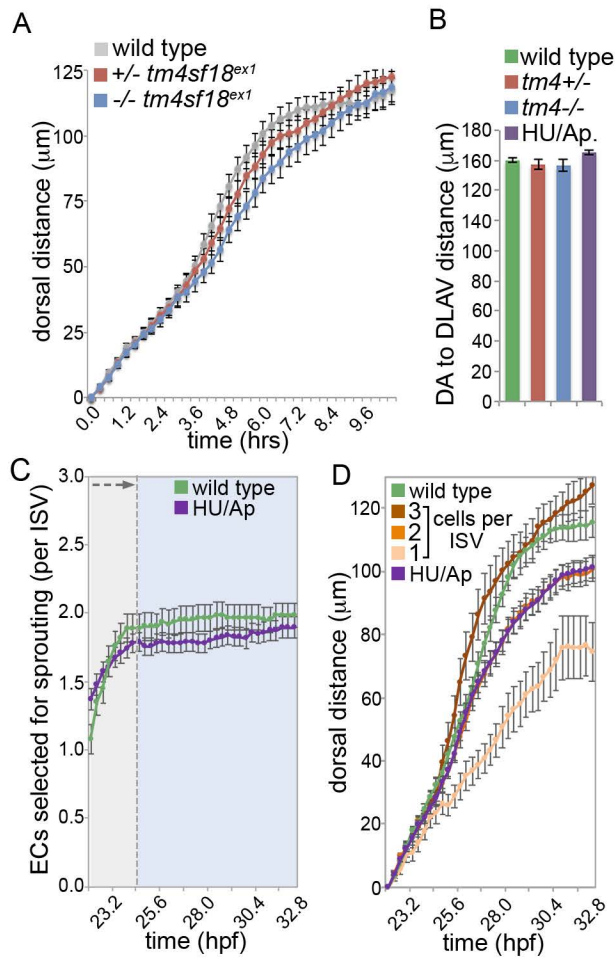 A
wild type
+/- tm4sf18ex1
-/- tm4sf18ex1
dorsal distance (µm)
125
100
75
50
25
0
0.0
1.2
2.4
3.6
4.8
6.0
7.2
8.4
9.6
time (hrs)
B
wild type
tm4+/-
tm4-/-
HU/Ap.
DA to DLAV distance (µm)
180
160
140
120
100
80
60
40
20
0
C
wild type
HU/Ap
ECs selected for sprouting (per ISV)
3.0
2.5
2.0
1.5
1.0
0.0
23.2
25.6
28.0
30.4
32.8
time (hpf)
D
wild type
3
2
1
cells per
ISV
HU/Ap
dorsal distance (µm)
120
100
80
60
40
20
0
23.2
25.6
28.0
30.4
32.8
time (hpf)